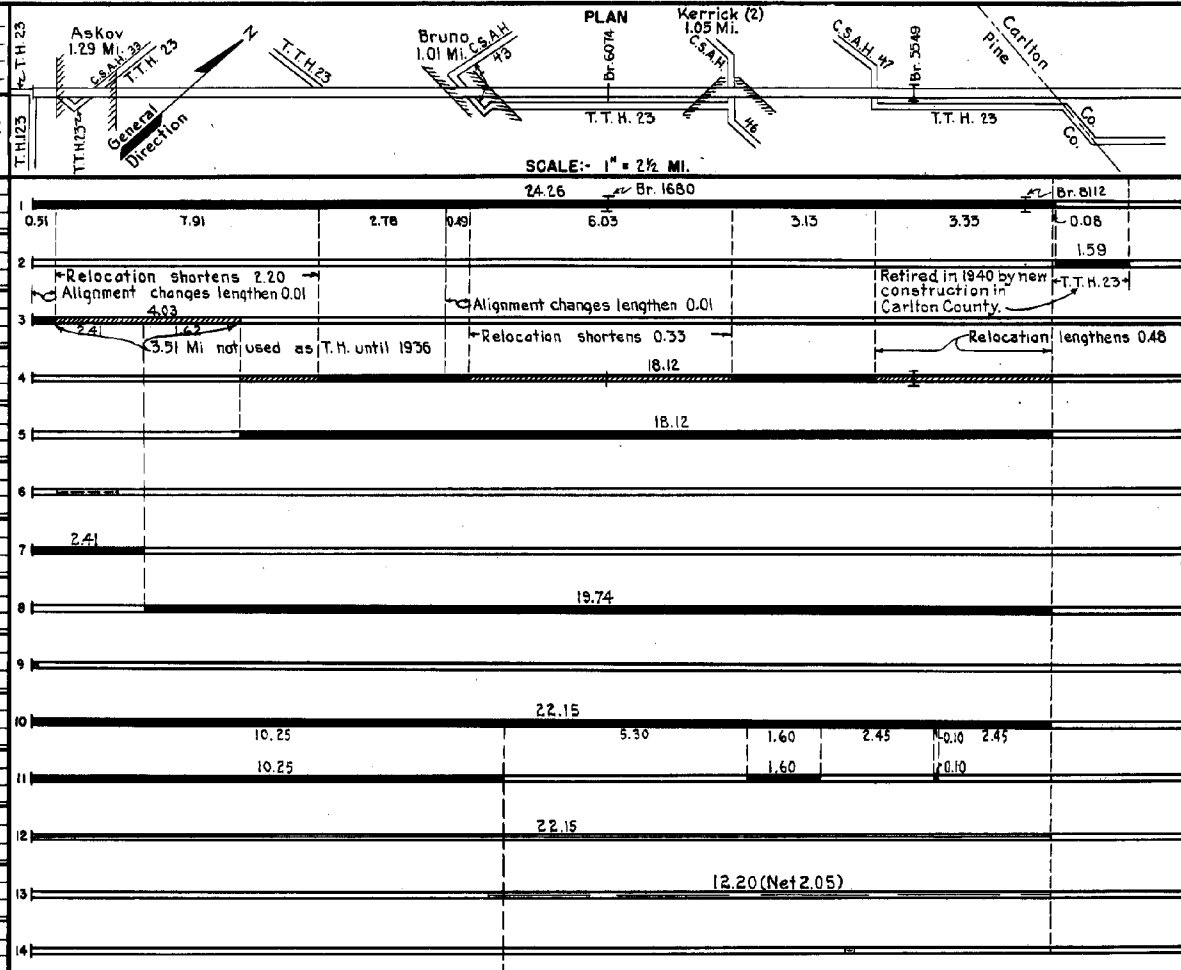 PLAN
T.H. 23
Askov
1.29 Mi.
C.S.A.H. 33
T.T.H. 23
N
T.T.H. 23
Bruno
1.01 Mi.
C.S.A.H
43
Br. 6074
Kerrick (2)
1.05 Mi.
C.S.A.H.
C.S.A.H. 47
Br. 5549
Carlton
Pine
T.H.123
T.T.H.23
General
Direction
T.T.H. 23
46
T.T.H. 23
Co.
Co.
SCALE:- 1" = 2½ MI.
24.26
Br. 1680
Br. 8112
1
0.51
7.91
2.78
0.49
6.03
3.13
3.33
0.08
1.59
2
Relocation shortens 2.20
Alignment changes lengthen 0.01
Alignment changes lengthen 0.01
Retired in 1940 by new
construction in
Carlton County.
T.T.H. 23
4.03
3
2.41
1.62
3.51 Mi not used as T.H. until 1936
Relocation shortens 0.33
Relocation lengthens 0.48
18.12
4
18.12
5
6
2.41
7
19.74
8
9
22.15
10
10.25
5.30
1.60
2.45
0.10
2.45
10.25
1.60
0.10
11
22.15
12
12.20 (Net 2.05)
13
14